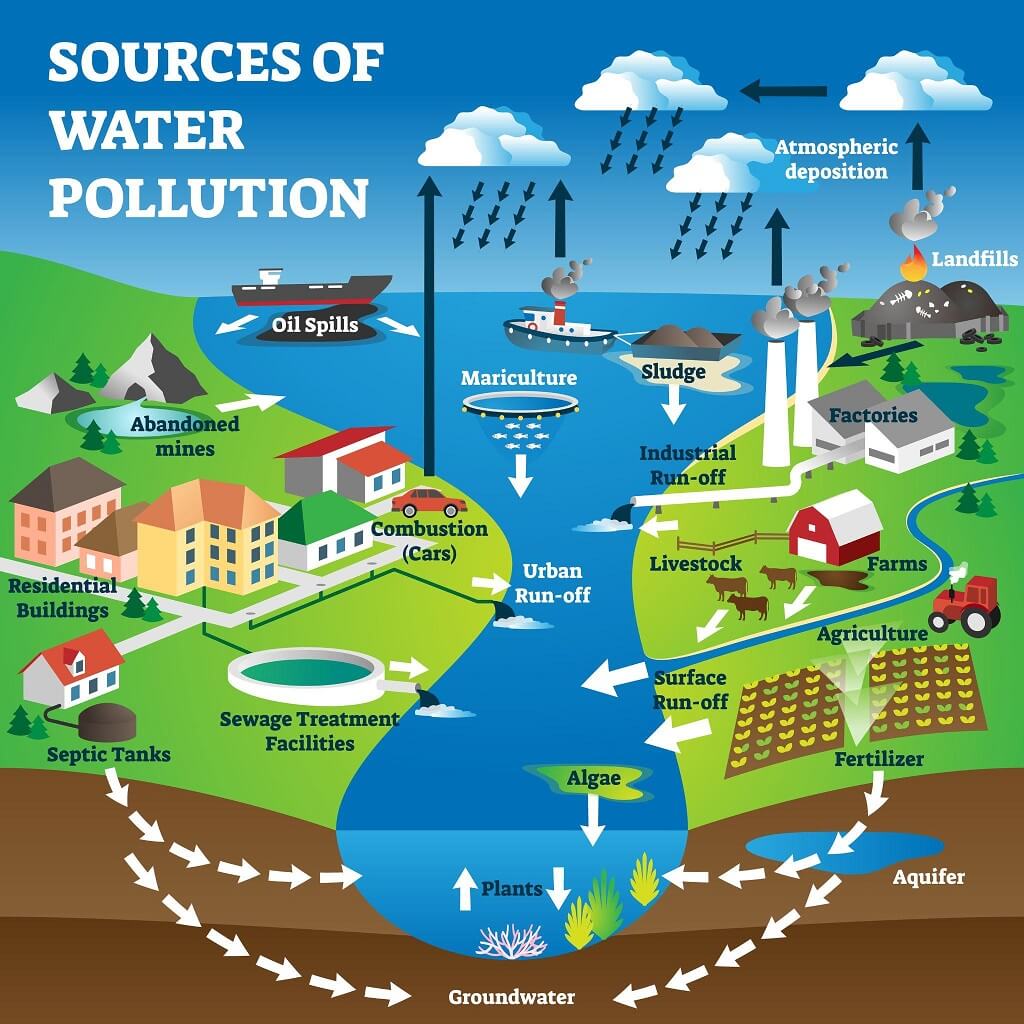 SOURCES OF
WATER
POLLUTION
Atmospheric
deposition
Landfills
Oil Spills
Mariculture
Sludge
Abandoned
mines
Factories
Industrial
Run-off
Combustion
(Cars)
Livestock
Farms
Residential
Buildings
Urban
Run-off
Agriculture
Surface
Run-off
Sewage Treatment
Facilities
Septic Tanks
Fertilizer
Algae
Plants
Aquifer
Groundwater